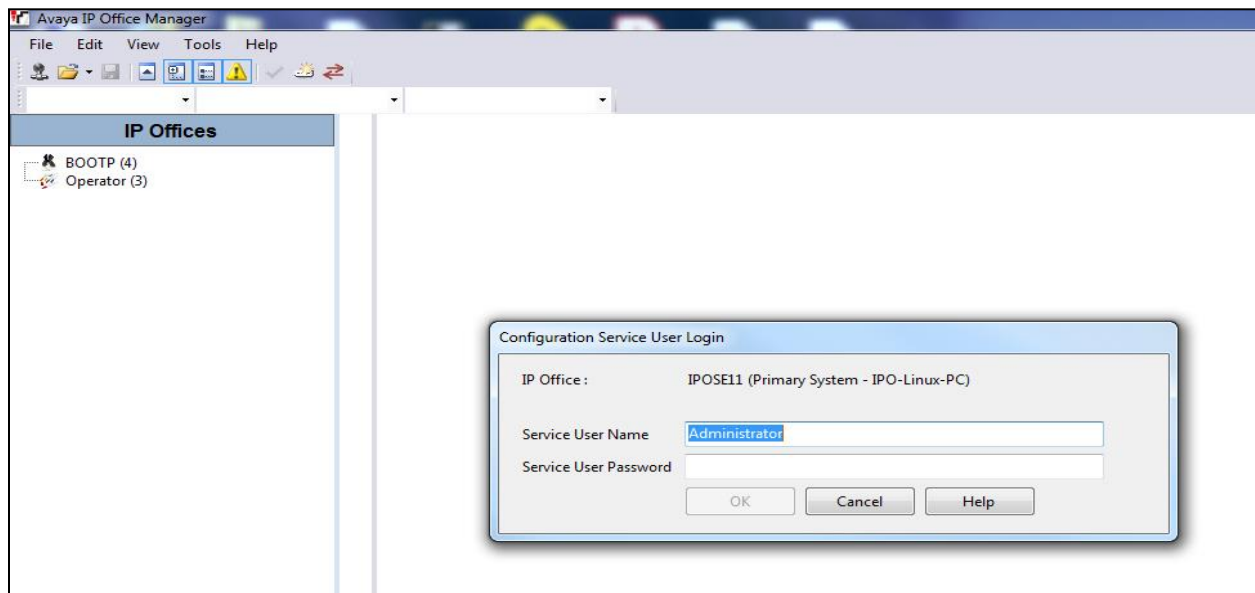 Avaya IP Office Manager
File Edit View Tools Help
IP Offices
BOOTP (4)
Operator (3)
Configuration Service User Login
IP Office : IPOSE11 (Primary System - IPO-Linux-PC)
Service User Name Administrator
Service User Password
OK Cancel Help